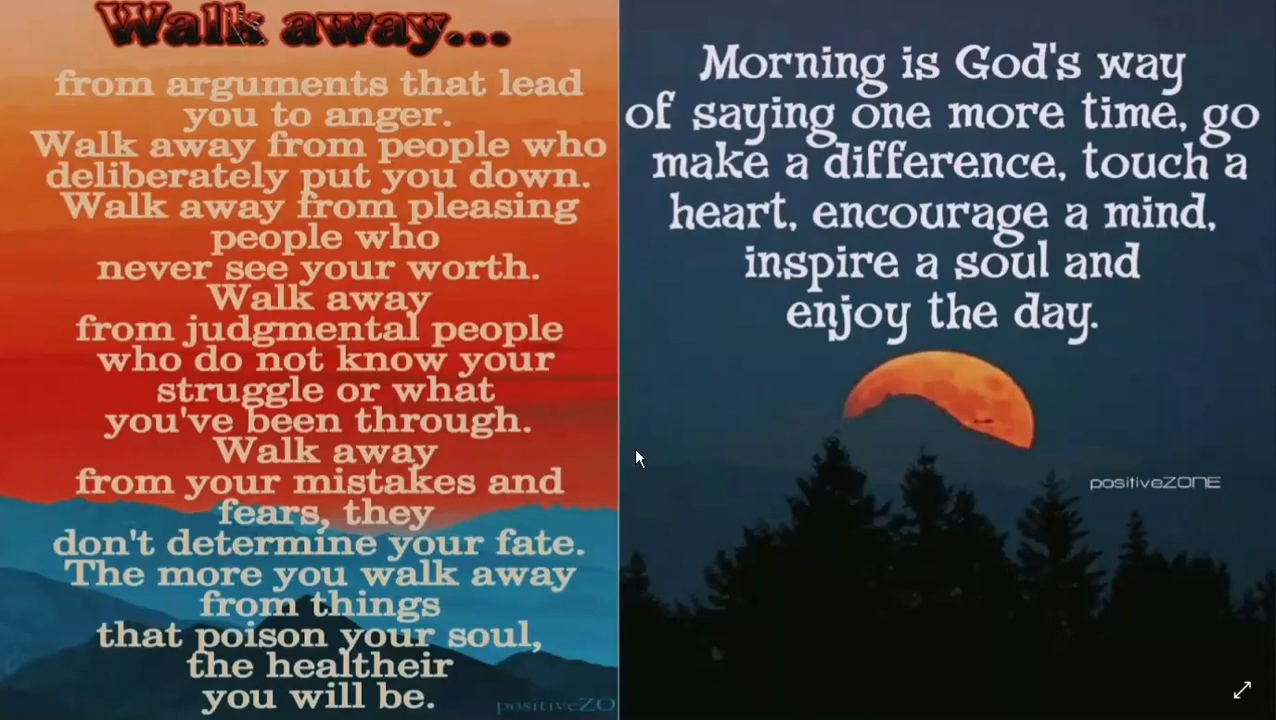 Walk away...
from arguments that lead
you to anger.
Walk away from people who
deliberately put you down.
Walk away from pleasing
people who
never see your worth.
Walk away
from judgmental people
who do not know your
struggle or what
you've been through.
Walk away
from your mistakes and
fears, they
don't determine your fate.
The more you walk away
from things
that poison your soul,
the healtheir
you will be.
positiveZO
Morning is God's way
of saying one more time, go
make a difference, touch a
heart, encourage a mind,
inspire a soul and
enjoy the day.
positiveZONE